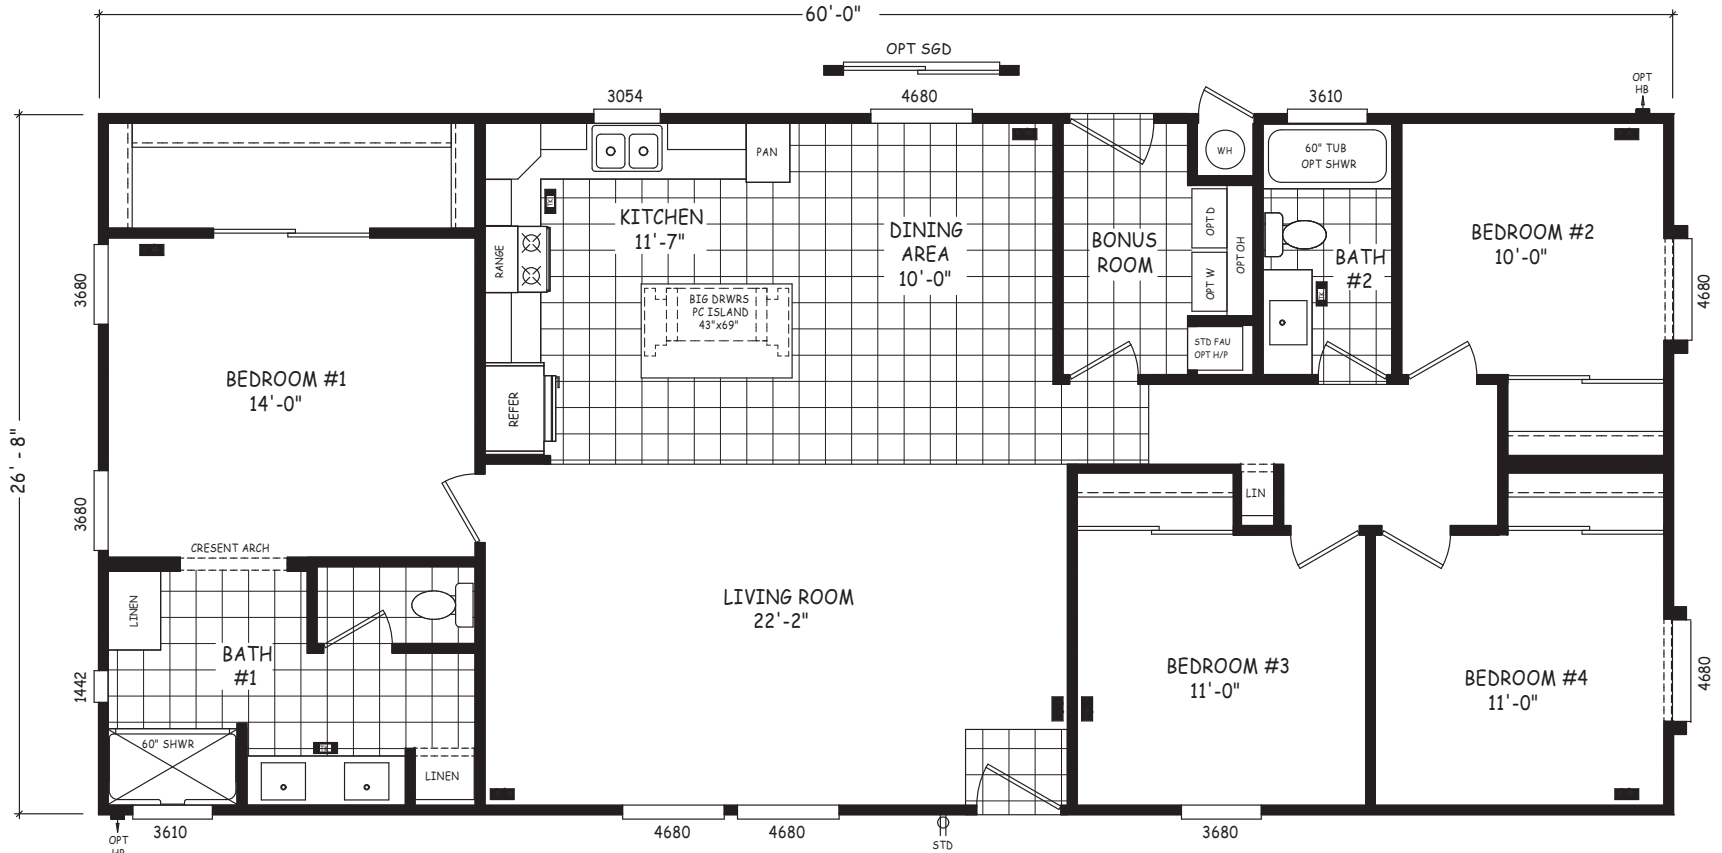 60'-0"
OPT SGD
OPT
HB
3054
4680
3610
PAN
WH
60" TUB
OPT SHWR
KITCHEN
11'-7"
DINING
AREA
10'-0"
BONUS
ROOM
OPT D
OPT W
OPT OH
BATH
#2
BEDROOM #2
10'-0"
3680
RANGE
BIG DRWRS
PC ISLAND
43"x69"
4680
STD FAU
OPT H/P
BEDROOM #1
14'-0"
REFER
26' - 8"
3680
LIN
CRESENT ARCH
LINEN
LIVING ROOM
22'-2"
BATH
#1
1442
BEDROOM #3
11'-0"
BEDROOM #4
11'-0"
4680
60" SHWR
LINEN
3610
4680
4680
3680
OPT
HB
STD